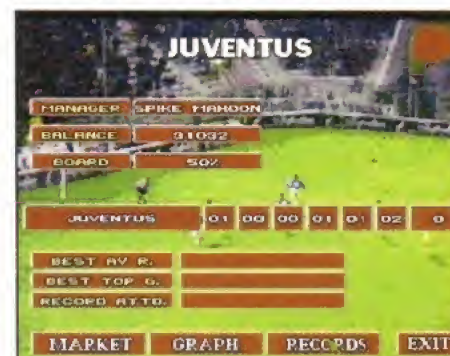 JUVENTUS
MANAGER SPIKE MAROON
BALANCE 31032
BOARD 50%
JUVENTUS 01 00 00 01 01 02 0
BEST AV R.
BEST TOP G.
RECORD ATTD.
MARKET GRAPH RECORDS EXIT